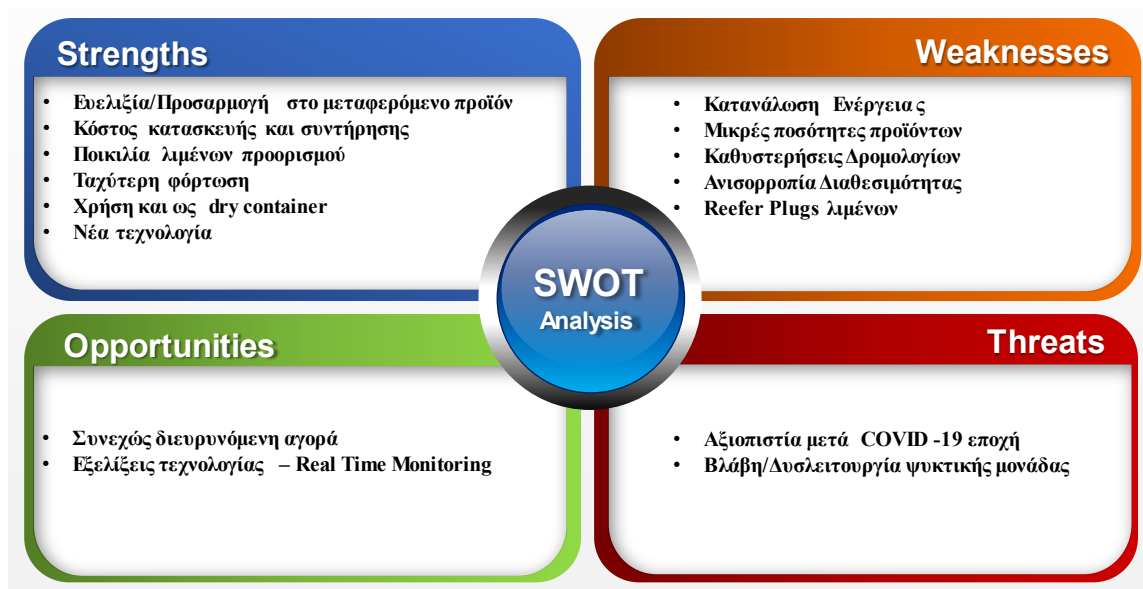 Strengths
• Ευελιξία/Προσαρμογή στο μεταφερόμενο προϊόν
• Κόστος κατασκευής και συντήρησης
• Ποικιλία λιμένων προορισμού
• Ταχύτερη φόρτωση
• Χρήση και ως dry container
• Νέα τεχνολογία
Weaknesses
• Κατανάλωση Ενέργεια ς
• Μικρές ποσότητες προϊόντων
• Καθυστερήσεις Δρομολογίων
• Ανισορροπία Διαθεσιμότητας
• Reefer Plugs λιμένων
SWOT
Analysis
Opportunities
• Συνεχώς διευρυνόμενη αγορά
• Εξελίξεις τεχνολογίας – Real Time Monitoring
Threats
• Αξιοπιστία μετά COVID -19 εποχή
• Βλάβη/Δυσλειτουργία ψυκτικής μονάδας